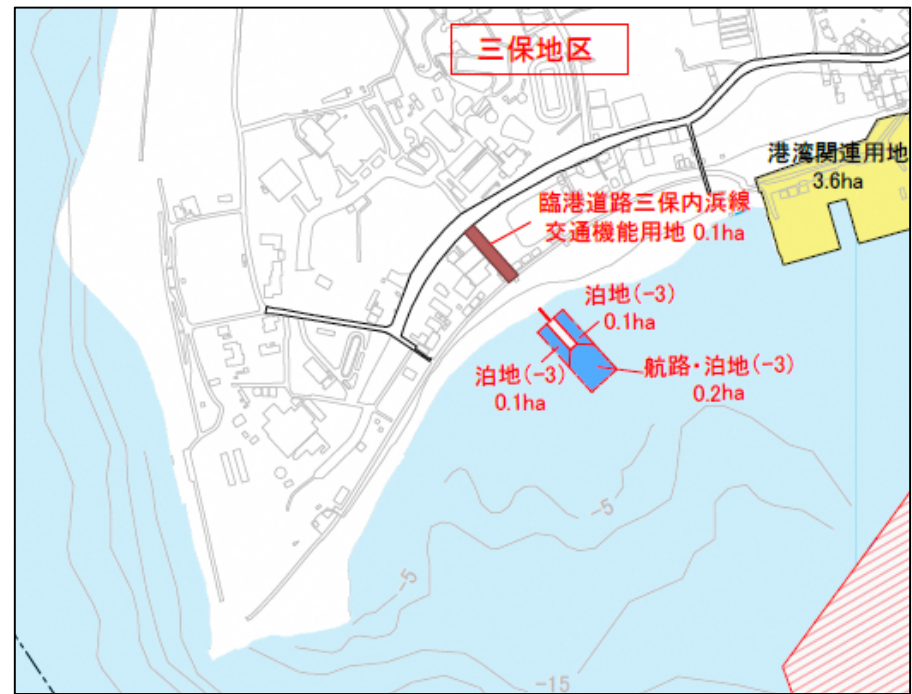 三保地区
港湾関連用地
3.6ha
臨港道路三保内浜線
交通機能用地 0.1ha
泊地(-3)
0.1ha
泊地(-3)
0.1ha
航路・泊地(-3)
0.2ha
-5
-5
-15